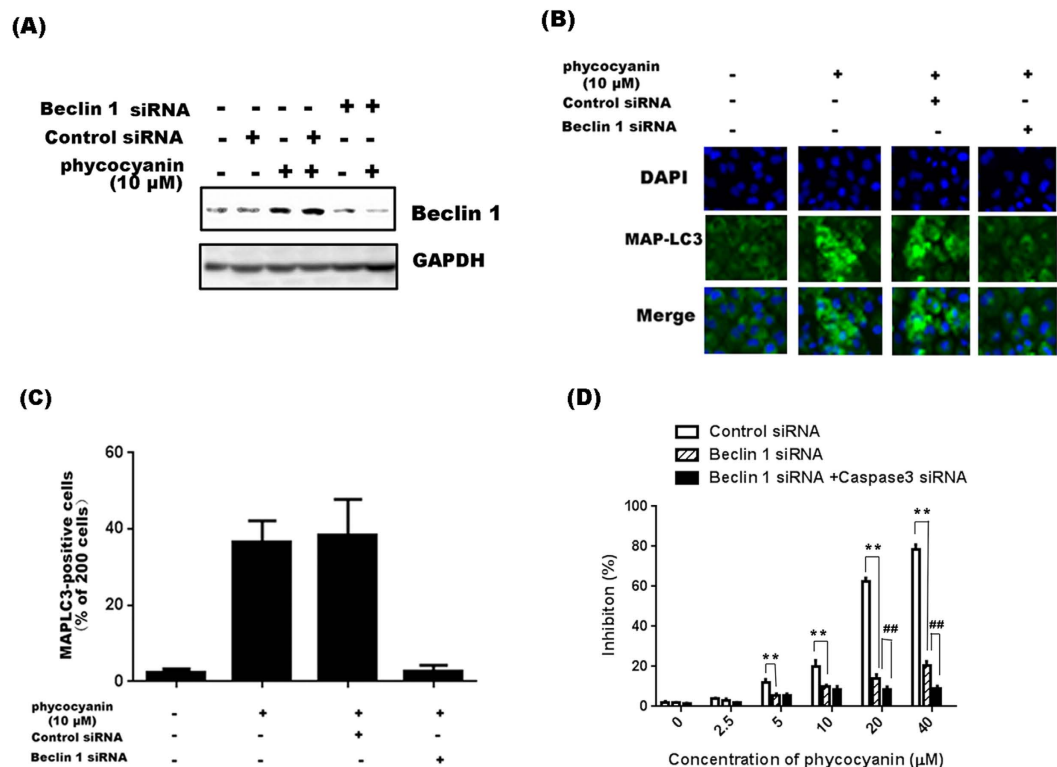 (A)
Beclin 1 siRNA - - - - + +
Control siRNA - + - + - -
phycocyanin - - + + - +
(10 µM)
Beclin 1
GAPDH
(B)
phycocyanin - + + +
(10 µM)
Control siRNA - - + -
Beclin 1 siRNA - - - +
DAPI
MAP-LC3
Merge
(C)
MAPLC3-positive cells
(% of 200 cells)
60
40
20
0
phycocyanin - + + +
(10 µM)
Control siRNA - - + -
Beclin 1 siRNA - - - +
(D)
Control siRNA
Beclin 1 siRNA
Beclin 1 siRNA +Caspase3 siRNA
Inhibiton (%)
100
80
60
40
20
0
**
**
**
##
**
##
0 2.5 5 10 20 40
Concentration of phycocyanin (µM)